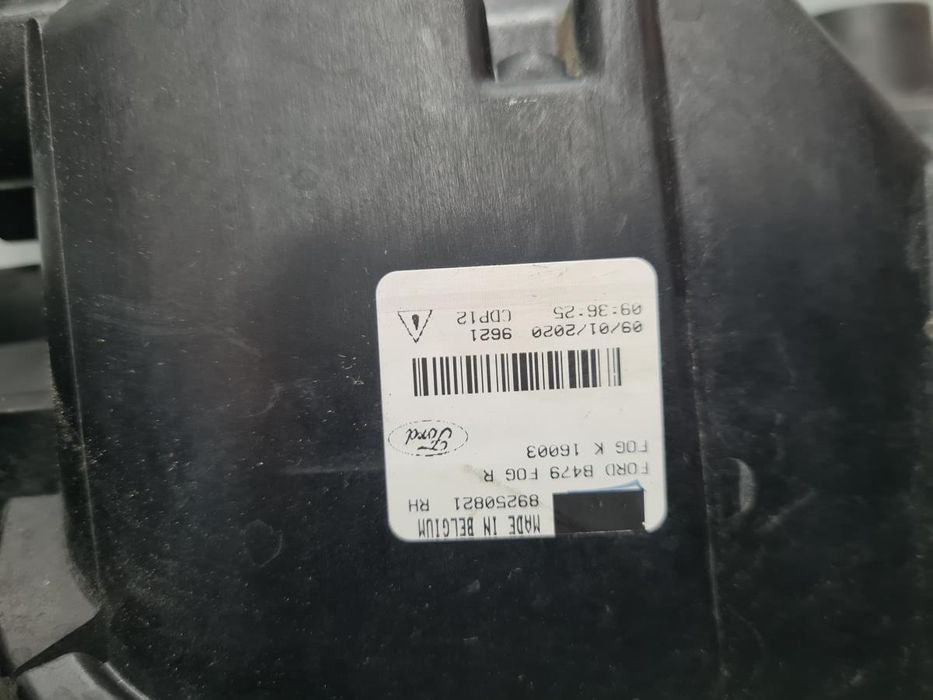 MADE IN BELGIUM
89250821 RH
FORD B479 FOG R
FOG K 16003
Ford
09/01/2020 9621
09:36:25 CDP12